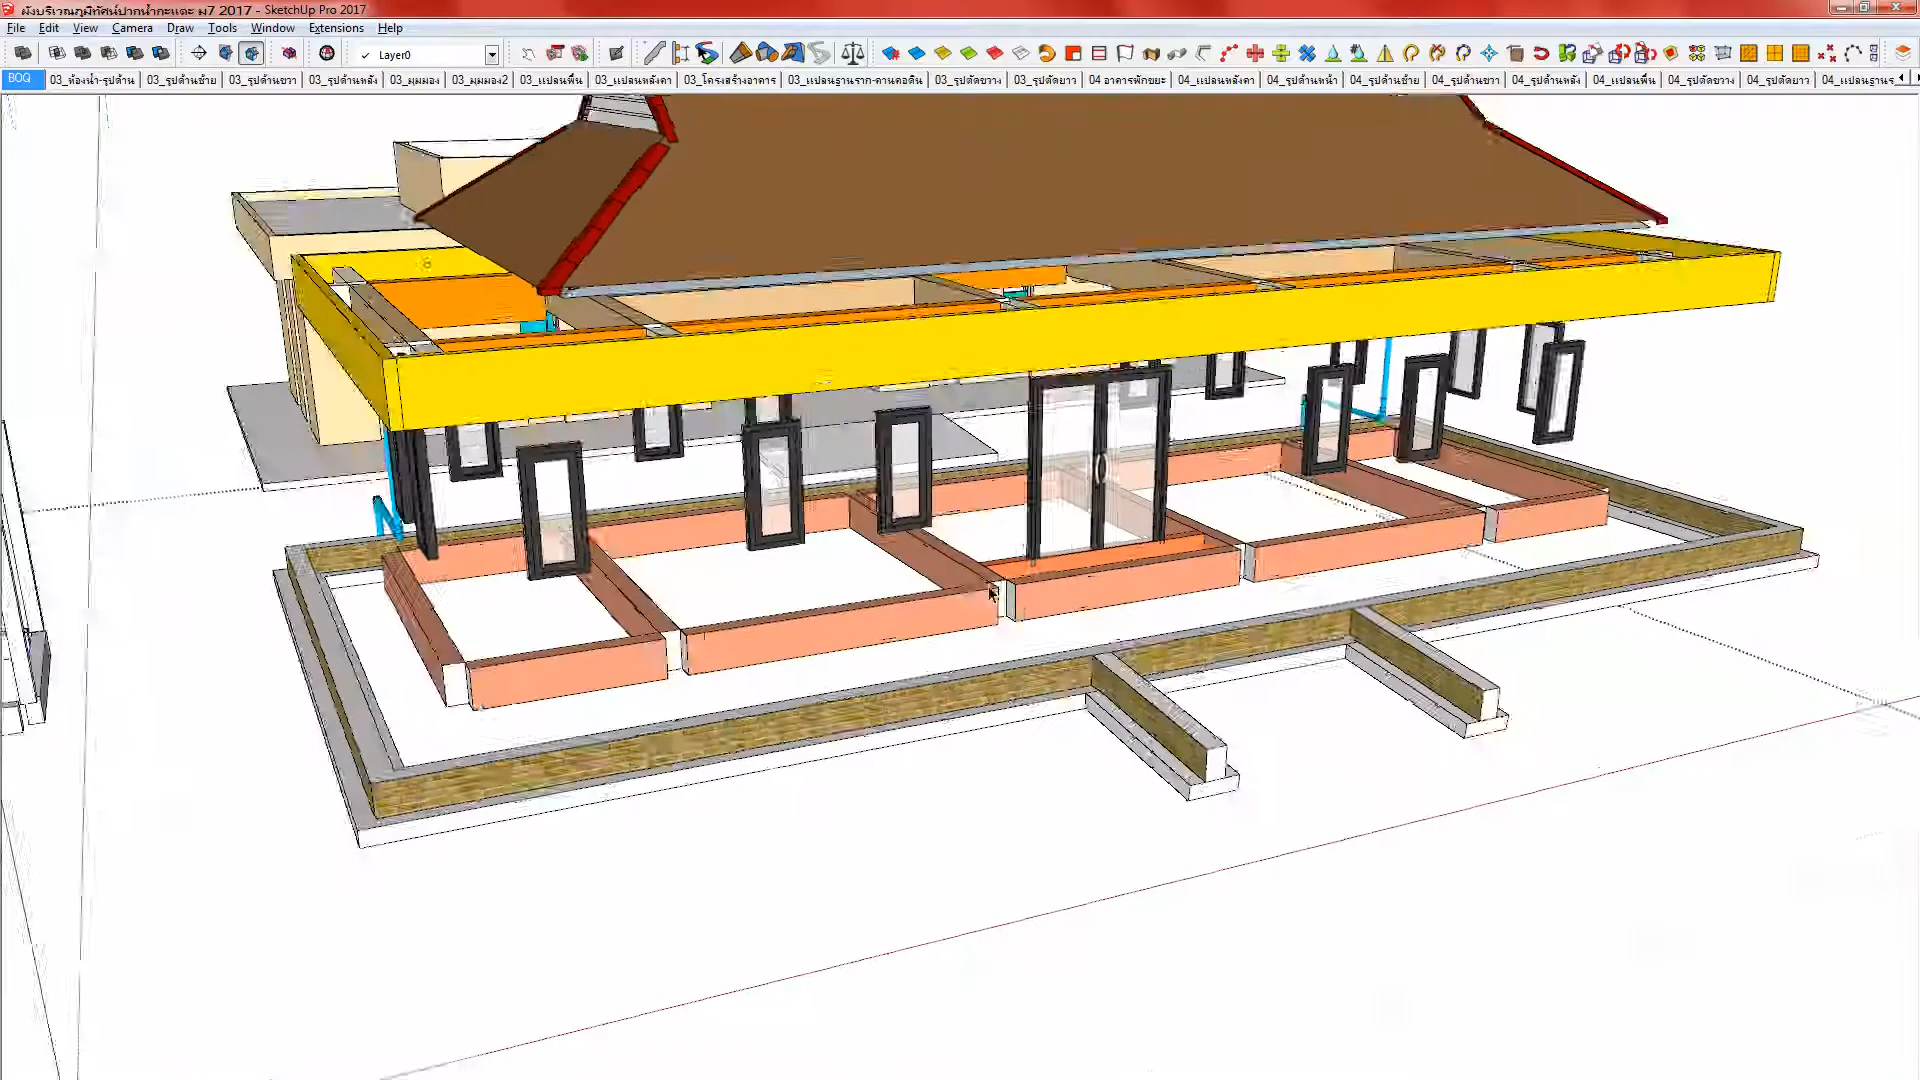 ผังบริเวณภูมิทัศน์ปากน้ำกะแดะ ม7 2017 - SketchUp Pro 2017
File Edit View Camera Draw Tools Window Extensions Help
Layer0
BOQ 03_ห้องน้ำ-รูปด้าน 03_รูปด้านซ้าย 03_รูปด้านขวา 03_รูปด้านหลัง 03_มุมมอง 03_มุมมอง2 03_แปลนพื้น 03_แปลนหลังคา 03_โครงสร้างอาคาร 03_แปลนฐานราก-คานคอดิน 03_รูปตัดขวาง 03_รูปตัดยาว 04 อาคารพักขยะ 04_แปลนหลังคา 04_รูปด้านหน้า 04_รูปด้านซ้าย 04_รูปด้านขวา 04_รูปด้านหลัง 04_แปลนพื้น 04_รูปตัดขวาง 04_รูปตัดยาว 04_แปลนฐานร